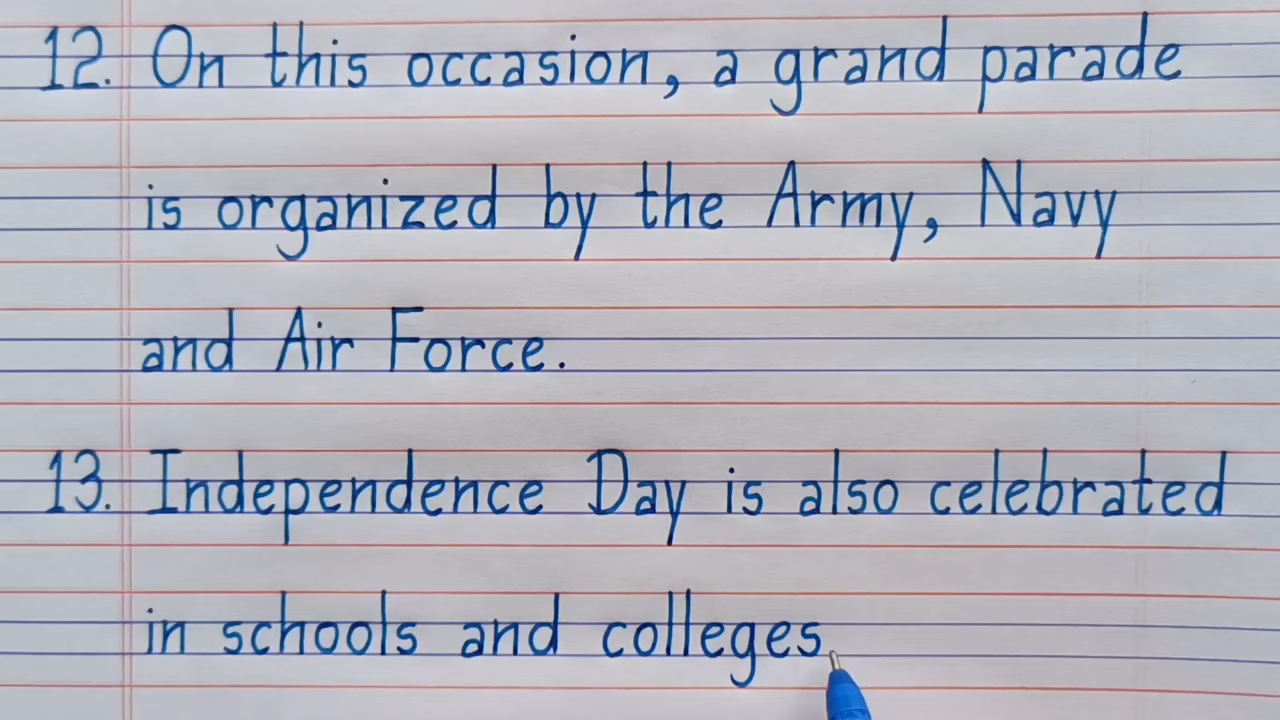 12. On this occasion, a grand parade
is organized by the Army, Navy
and Air Force.
13. Independence Day is also celebrated
in schools and colleges.